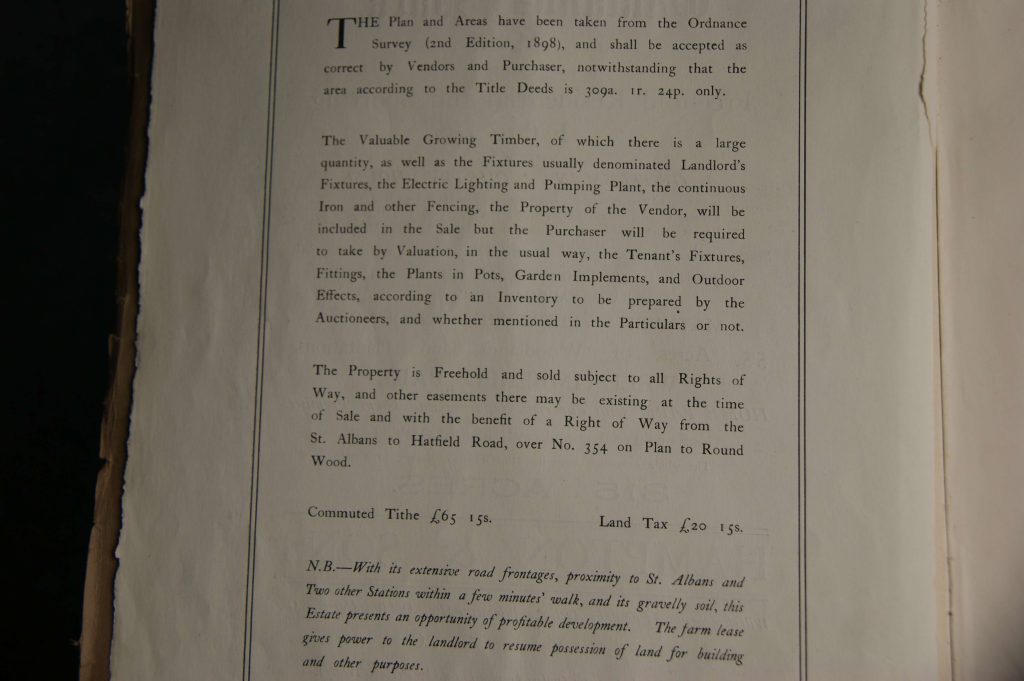 THE Plan and Areas have been taken from the Ordnance
Survey (2nd Edition, 1898), and shall be accepted as
correct by Vendors and Purchaser, notwithstanding that the
area according to the Title Deeds is 309a. 1r. 24p. only.
The Valuable Growing Timber, of which there is a large
quantity, as well as the Fixtures usually denominated Landlord's
Fixtures, the Electric Lighting and Pumping Plant, the continuous
Iron and other Fencing, the Property of the Vendor, will be
included in the Sale but the Purchaser will be required
to take by Valuation, in the usual way, the Tenant's Fixtures,
Fittings, the Plants in Pots, Garden Implements, and Outdoor
Effects, according to an Inventory to be prepared by the
Auctioneers, and whether mentioned in the Particulars or not.
The Property is Freehold and sold subject to all Rights of
Way, and other easements there may be existing at the time
of Sale and with the benefit of a Right of Way from the
St. Albans to Hatfield Road, over No. 354 on Plan to Round
Wood.
Commuted Tithe £65 15s. Land Tax £20 15s.
N.B.—With its extensive road frontages, proximity to St. Albans and
Two other Stations within a few minutes' walk, and its gravelly soil, this
Estate presents an opportunity of profitable development. The farm lease
gives power to the landlord to resume possession of land for building
and other purposes.